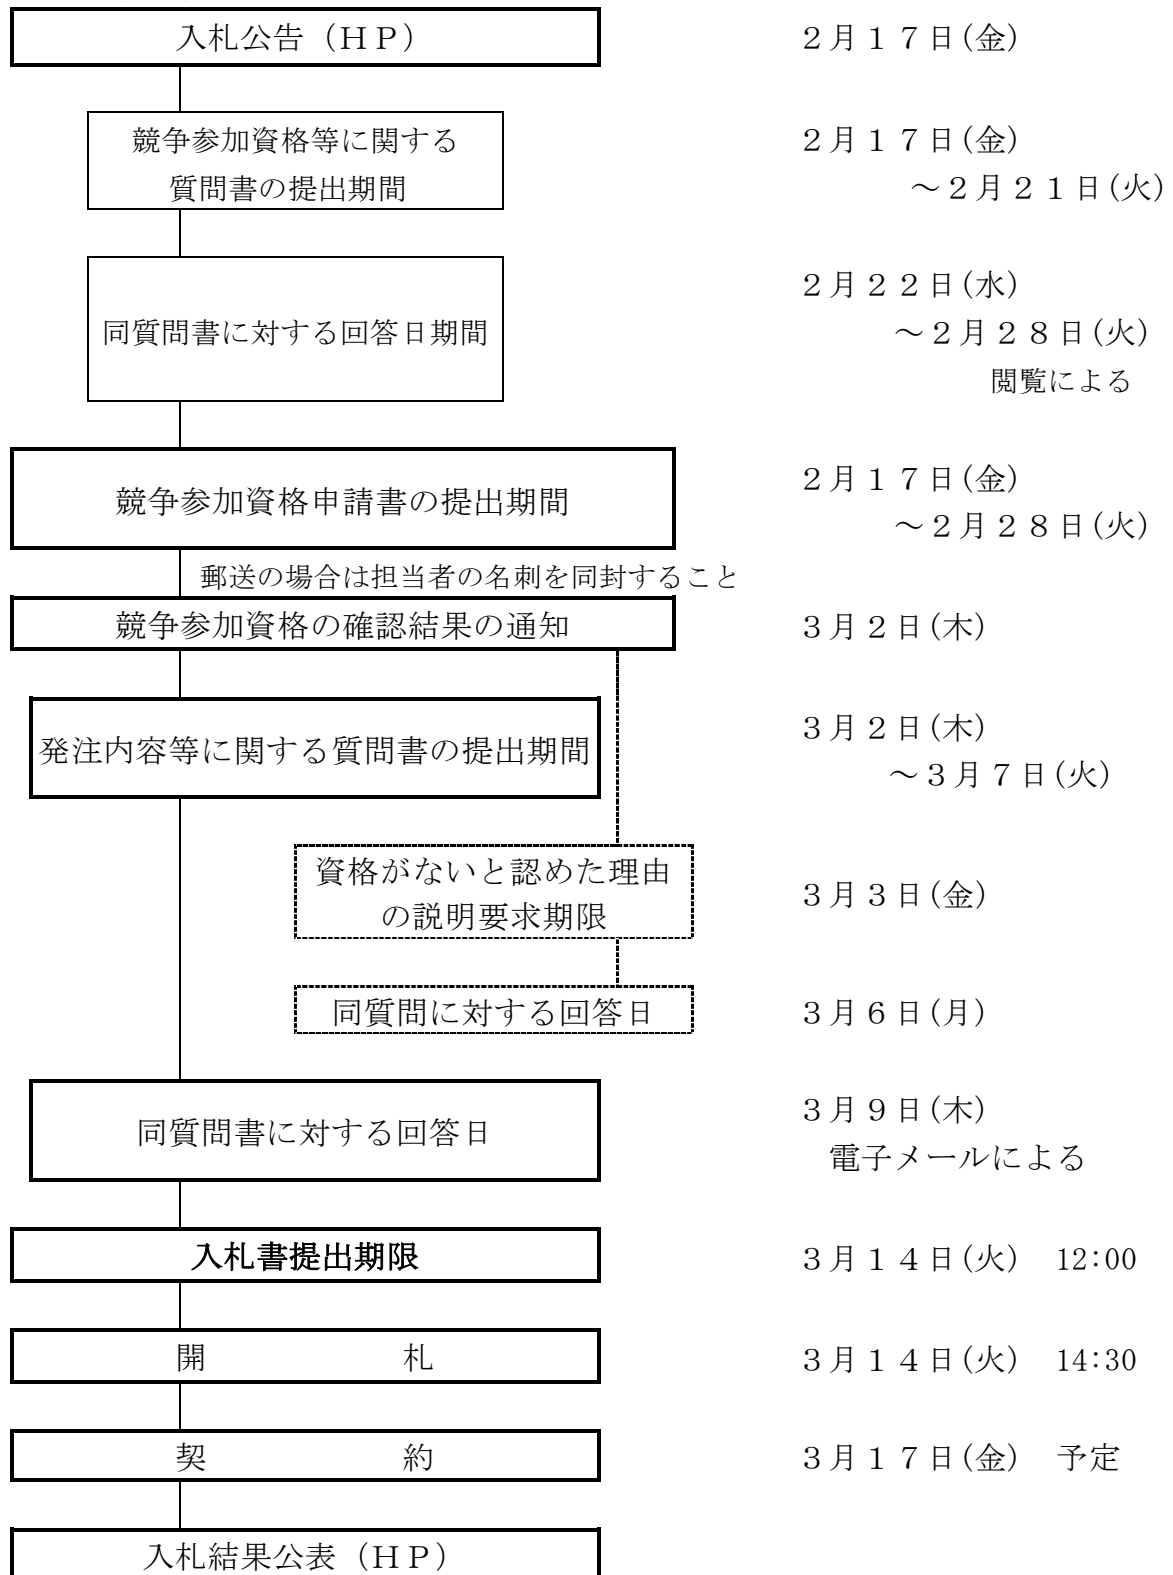 入札公告（ＨＰ）
２月１７日(金)
競争参加資格等に関する
質問書の提出期間
２月１７日(金)
～２月２１日(火)
同質問書に対する回答日期間
２月２２日(水)
～２月２８日(火)
閲覧による
競争参加資格申請書の提出期間
２月１７日(金)
～２月２８日(火)
郵送の場合は担当者の名刺を同封すること
競争参加資格の確認結果の通知
３月２日(木)
発注内容等に関する質問書の提出期間
３月２日(木)
～３月７日(火)
資格がないと認めた理由
の説明要求期限
３月３日(金)
同質問に対する回答日
３月６日(月)
同質問書に対する回答日
３月９日(木)
電子メールによる
入札書提出期限
３月１４日(火)　12:00
開　　　　　　札
３月１４日(火)　14:30
契　　　　　　約
３月１７日(金)　予定
入札結果公表（ＨＰ）